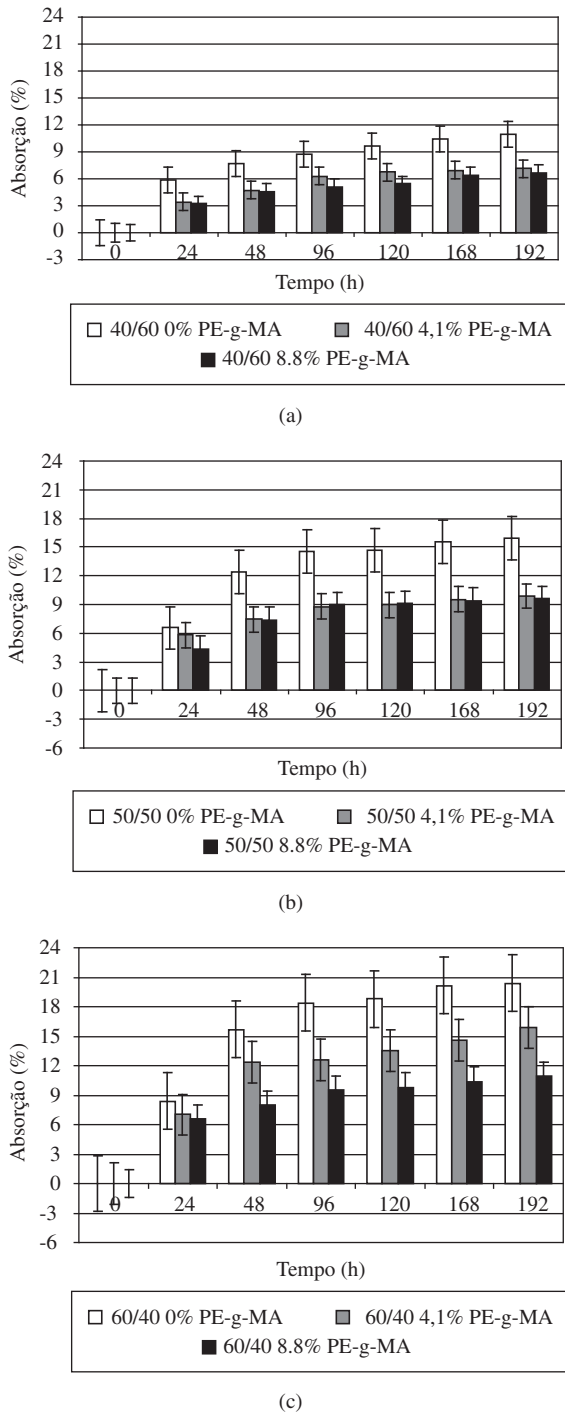 24
21
18
15
12
9
6
3
0
-3
Absorção (%)
0 24 48 96 120 168 192
Tempo (h)
40/60 0% PE-g-MA 40/60 4,1% PE-g-MA
40/60 8.8% PE-g-MA
(a)
24
21
18
15
12
9
6
3
0
-3
-6
Absorção (%)
0 24 48 96 120 168 192
Tempo (h)
50/50 0% PE-g-MA 50/50 4,1% PE-g-MA
50/50 8.8% PE-g-MA
(b)
24
21
18
15
12
9
6
3
0
-3
-6
Absorção (%)
0 24 48 96 120 168 192
Tempo (h)
60/40 0% PE-g-MA 60/40 4,1% PE-g-MA
60/40 8.8% PE-g-MA
(c)